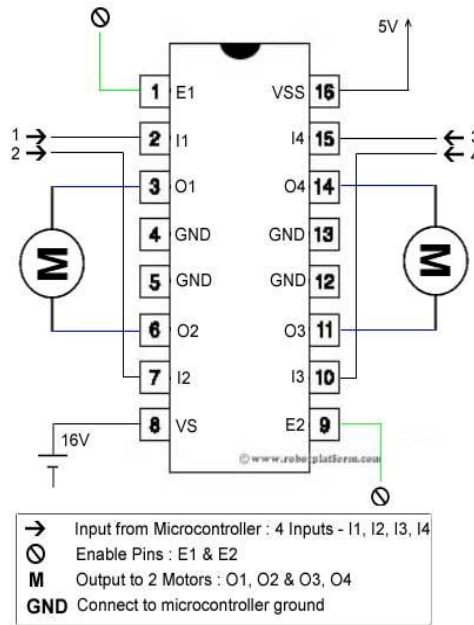 5V
1 E1 VSS 16
1 2 I1 I4 15 3
2
3 O1 O4 14
4 GND GND 13
M M
5 GND GND 12
6 O2 O3 11
7 I2 I3 10
16V 8 VS E2 9
© www.robotplatform.com
Input from Microcontroller : 4 Inputs - I1, I2, I3, I4
Enable Pins : E1 & E2
M Output to 2 Motors : O1, O2 & O3, O4
GND Connect to microcontroller ground